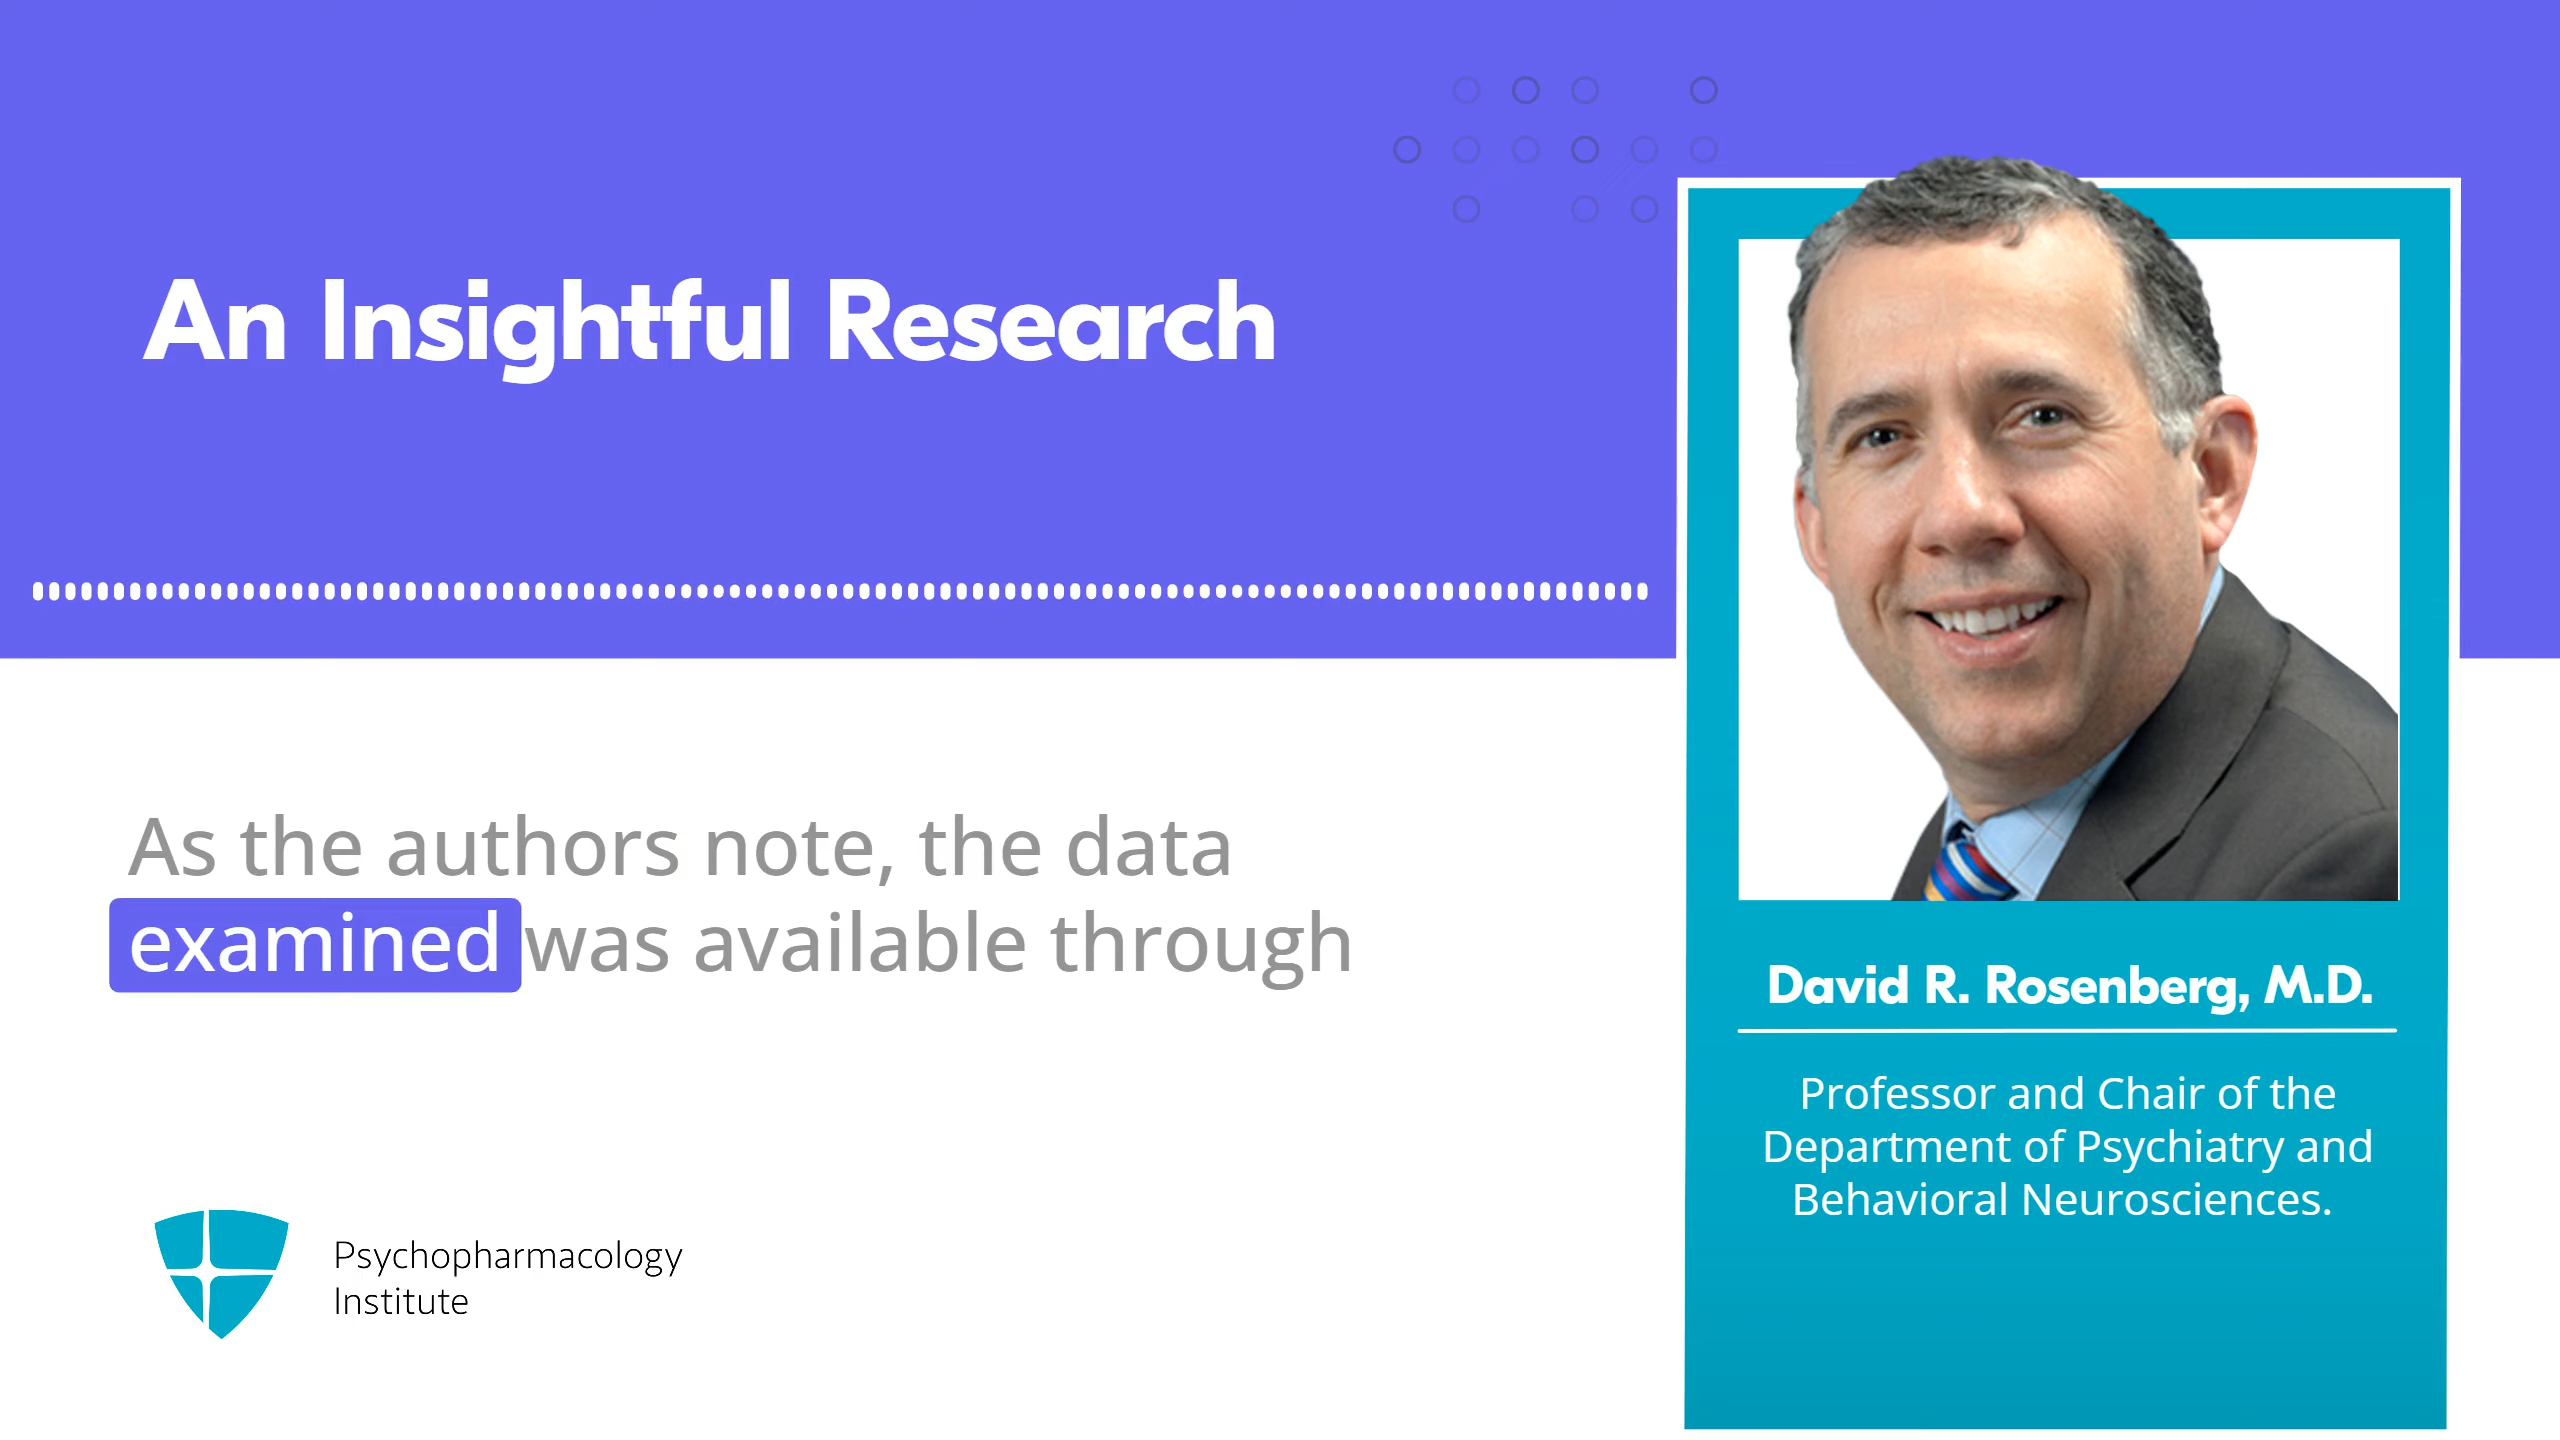 An Insightful Research
As the authors note, the data
examined was available through
Psychopharmacology
Institute
David R. Rosenberg, M.D.
Professor and Chair of the
Department of Psychiatry and
Behavioral Neurosciences.